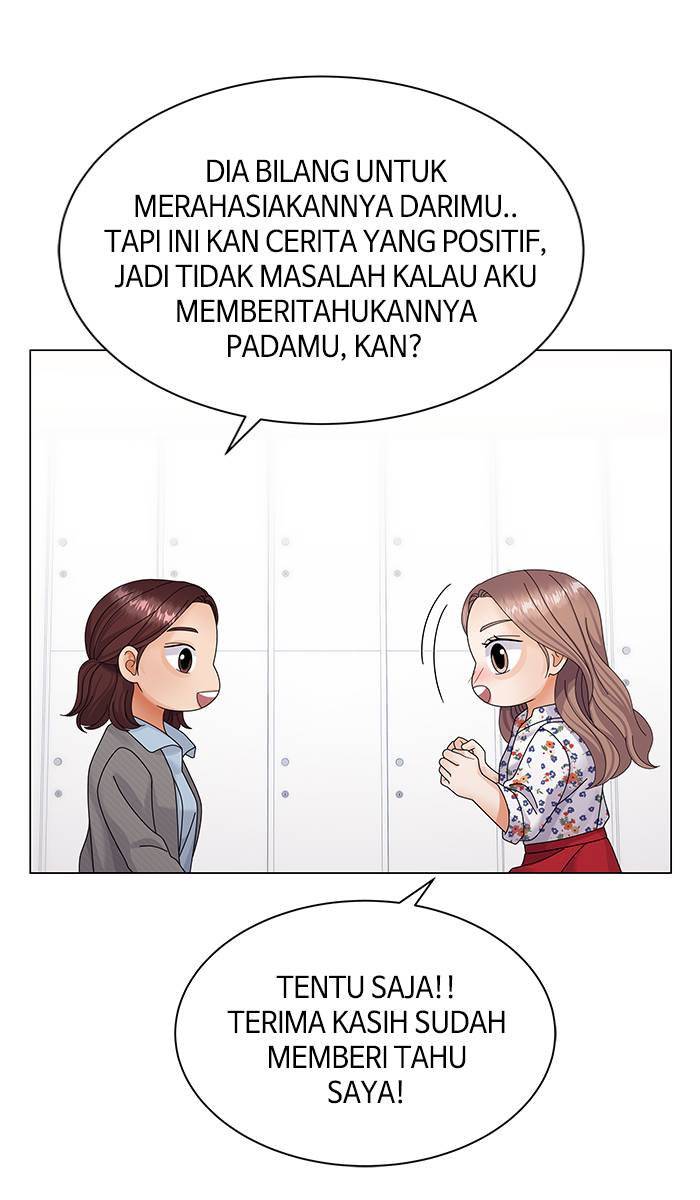 DIA BILANG UNTUK
MERAHASIAKANNYA DARIMU..
TAPI INI KAN CERITA YANG POSITIF,
JADI TIDAK MASALAH KALAU AKU
MEMBERITAHUKANNYA
PADAMU, KAN?
TENTU SAJA!!
TERIMA KASIH SUDAH
MEMBERI TAHU
SAYA!